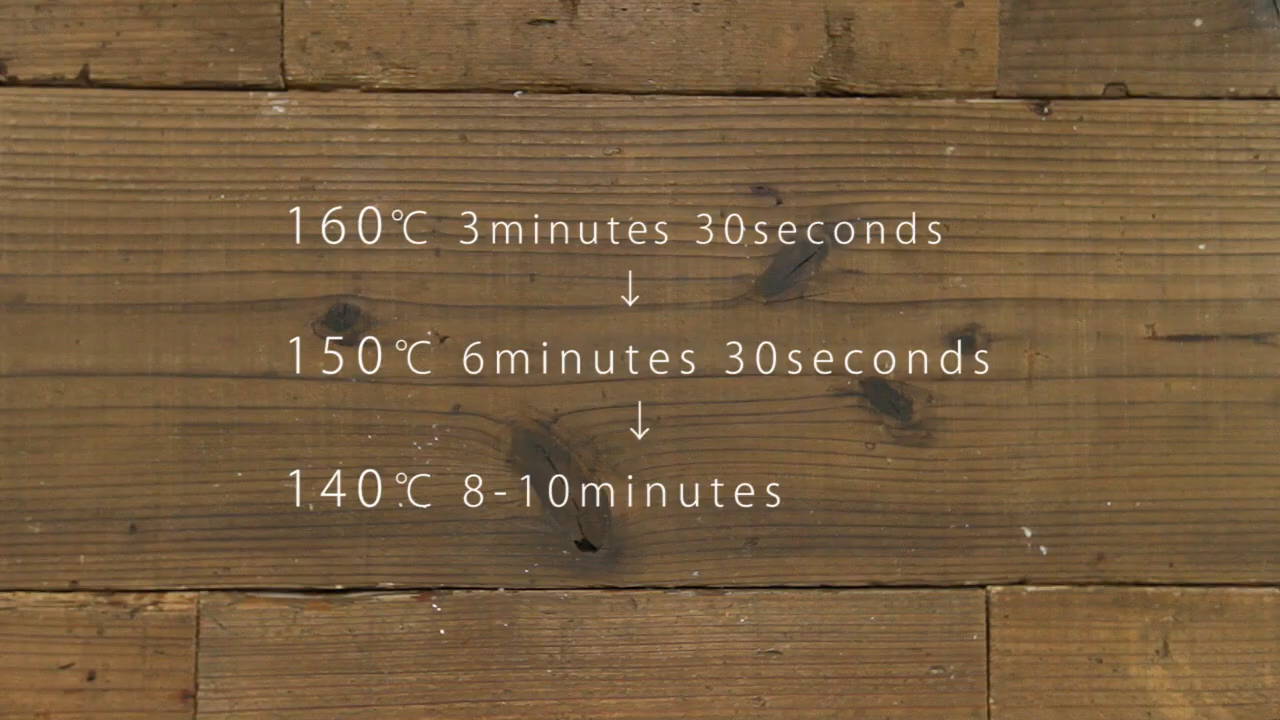 160℃ 3minutes 30seconds
↓
150℃ 6minutes 30seconds
↓
140℃ 8-10minutes